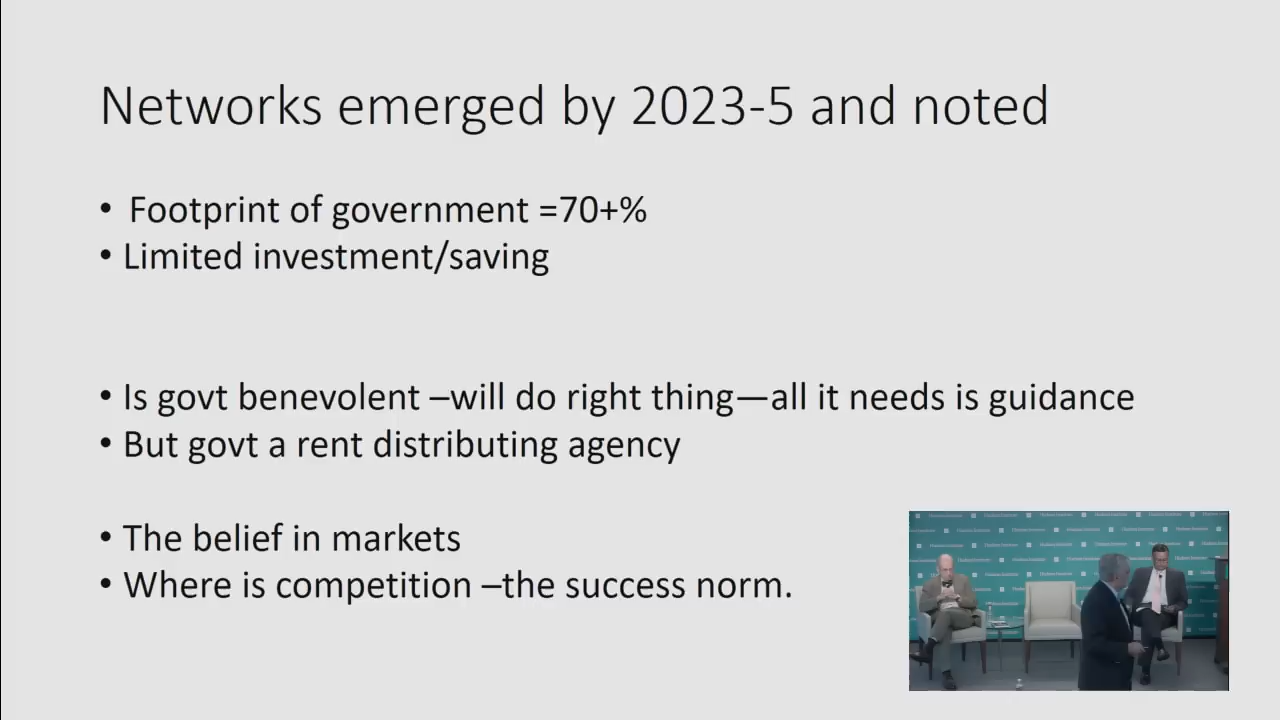 Networks emerged by 2023-5 and noted
• Footprint of government =70+%
• Limited investment/saving
• Is govt benevolent –will do right thing—all it needs is guidance
• But govt a rent distributing agency
• The belief in markets
• Where is competition –the success norm.